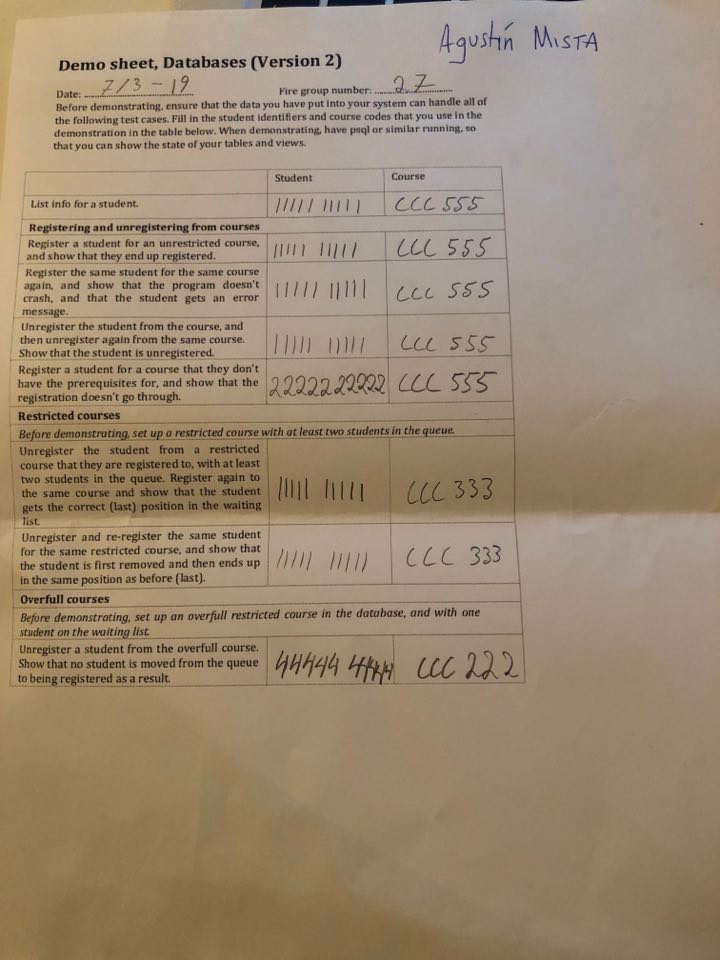 Agustín MISTA
Demo sheet, Databases (Version 2)
Date: 7/3-19 Fire group number: 27
Before demonstrating, ensure that the data you have put into your system can handle all of
the following test cases. Fill in the student identifiers and course codes that you use in the
demonstration in the table below. When demonstrating, have psql or similar running, so
that you can show the state of your tables and views.
Student Course
List info for a student. 11111 11111 CCC 555
Registering and unregistering from courses
Register a student for an unrestricted course,
and show that they end up registered. 11111 11111 CCC 555
Register the same student for the same course
again, and show that the program doesn't
crash, and that the student gets an error
message. 11111 11111 CCC 555
Unregister the student from the course, and
then unregister again from the same course.
Show that the student is unregistered. 11111 11111 CCC 555
Register a student for a course that they don't
have the prerequisites for, and show that the
registration doesn't go through. 22222 22222 CCC 555
Restricted courses
Before demonstrating, set up a restricted course with at least two students in the queue.
Unregister the student from a restricted
course that they are registered to, with at least
two students in the queue. Register again to
the same course and show that the student
gets the correct (last) position in the waiting
list. 11111 11111 CCC 333
Unregister and re-register the same student
for the same restricted course, and show that
the student is first removed and then ends up
in the same position as before (last). 11111 11111 CCC 333
Overfull courses
Before demonstrating, set up an overfull restricted course in the database, and with one
student on the waiting list.
Unregister a student from the overfull course.
Show that no student is moved from the queue
to being registered as a result. 44444 CCC 222